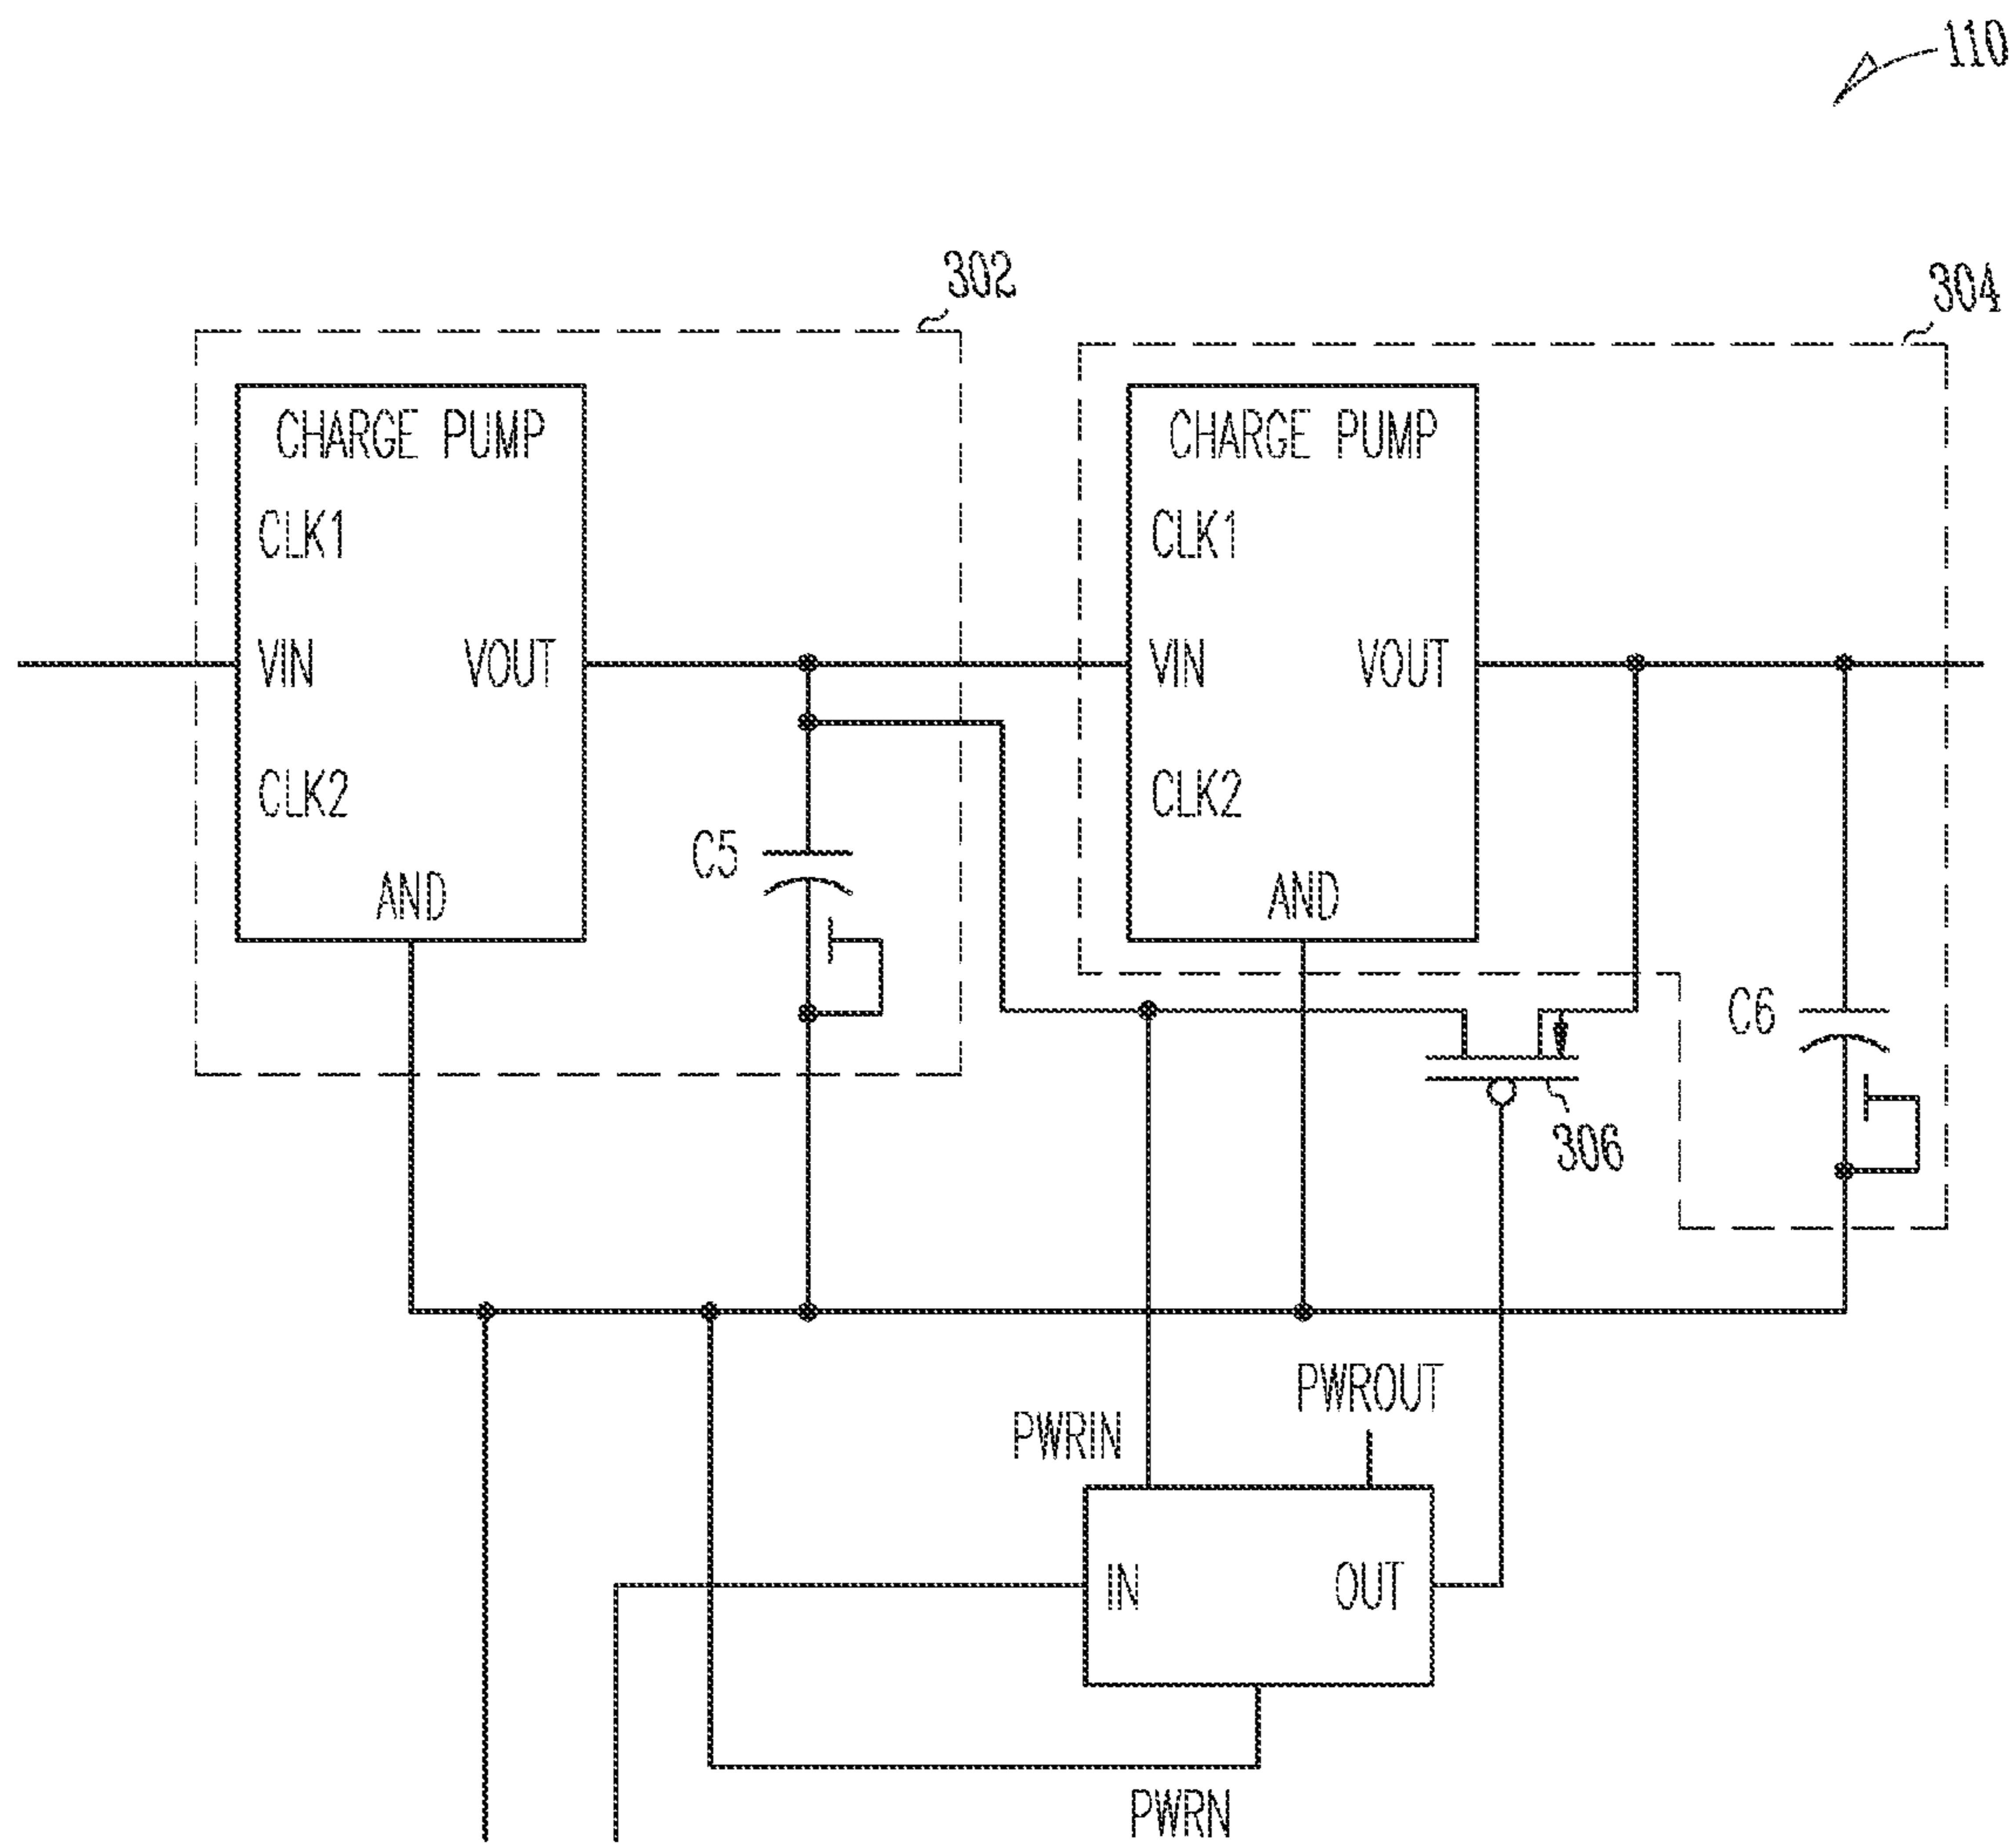 110
302
304
CHARGE PUMP
CLK1
VIN VOUT
CLK2
AND
C5
CHARGE PUMP
CLK1
VIN VOUT
CLK2
AND
C6
306
PWROUT
PWRIN
IN OUT
PWRN